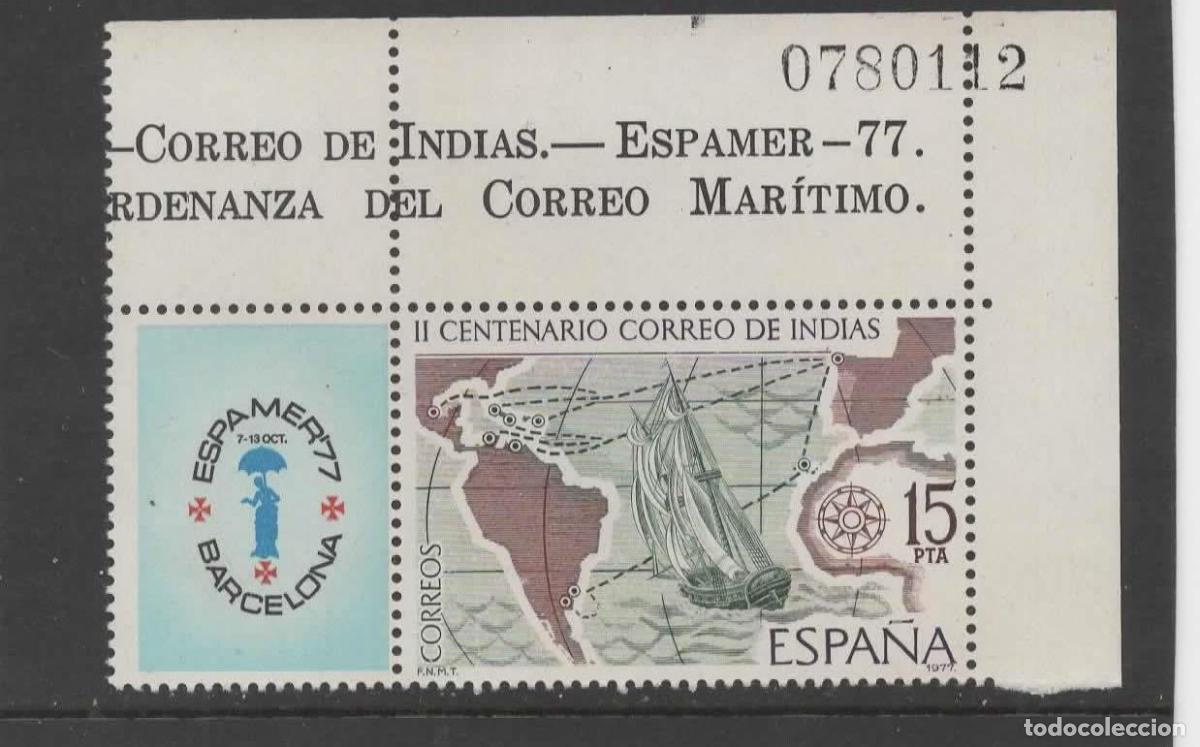 0780112
–CORREO DE INDIAS.— ESPAMER –77.
RDENANZA DEL CORREO MARÍTIMO.
ESPAMER'77
7-13 OCT.
BARCELONA
II CENTENARIO CORREO DE INDIAS
15
PTA
CORREOS
ESPAÑA
F.N.M.T.
1977.
todocoleccion